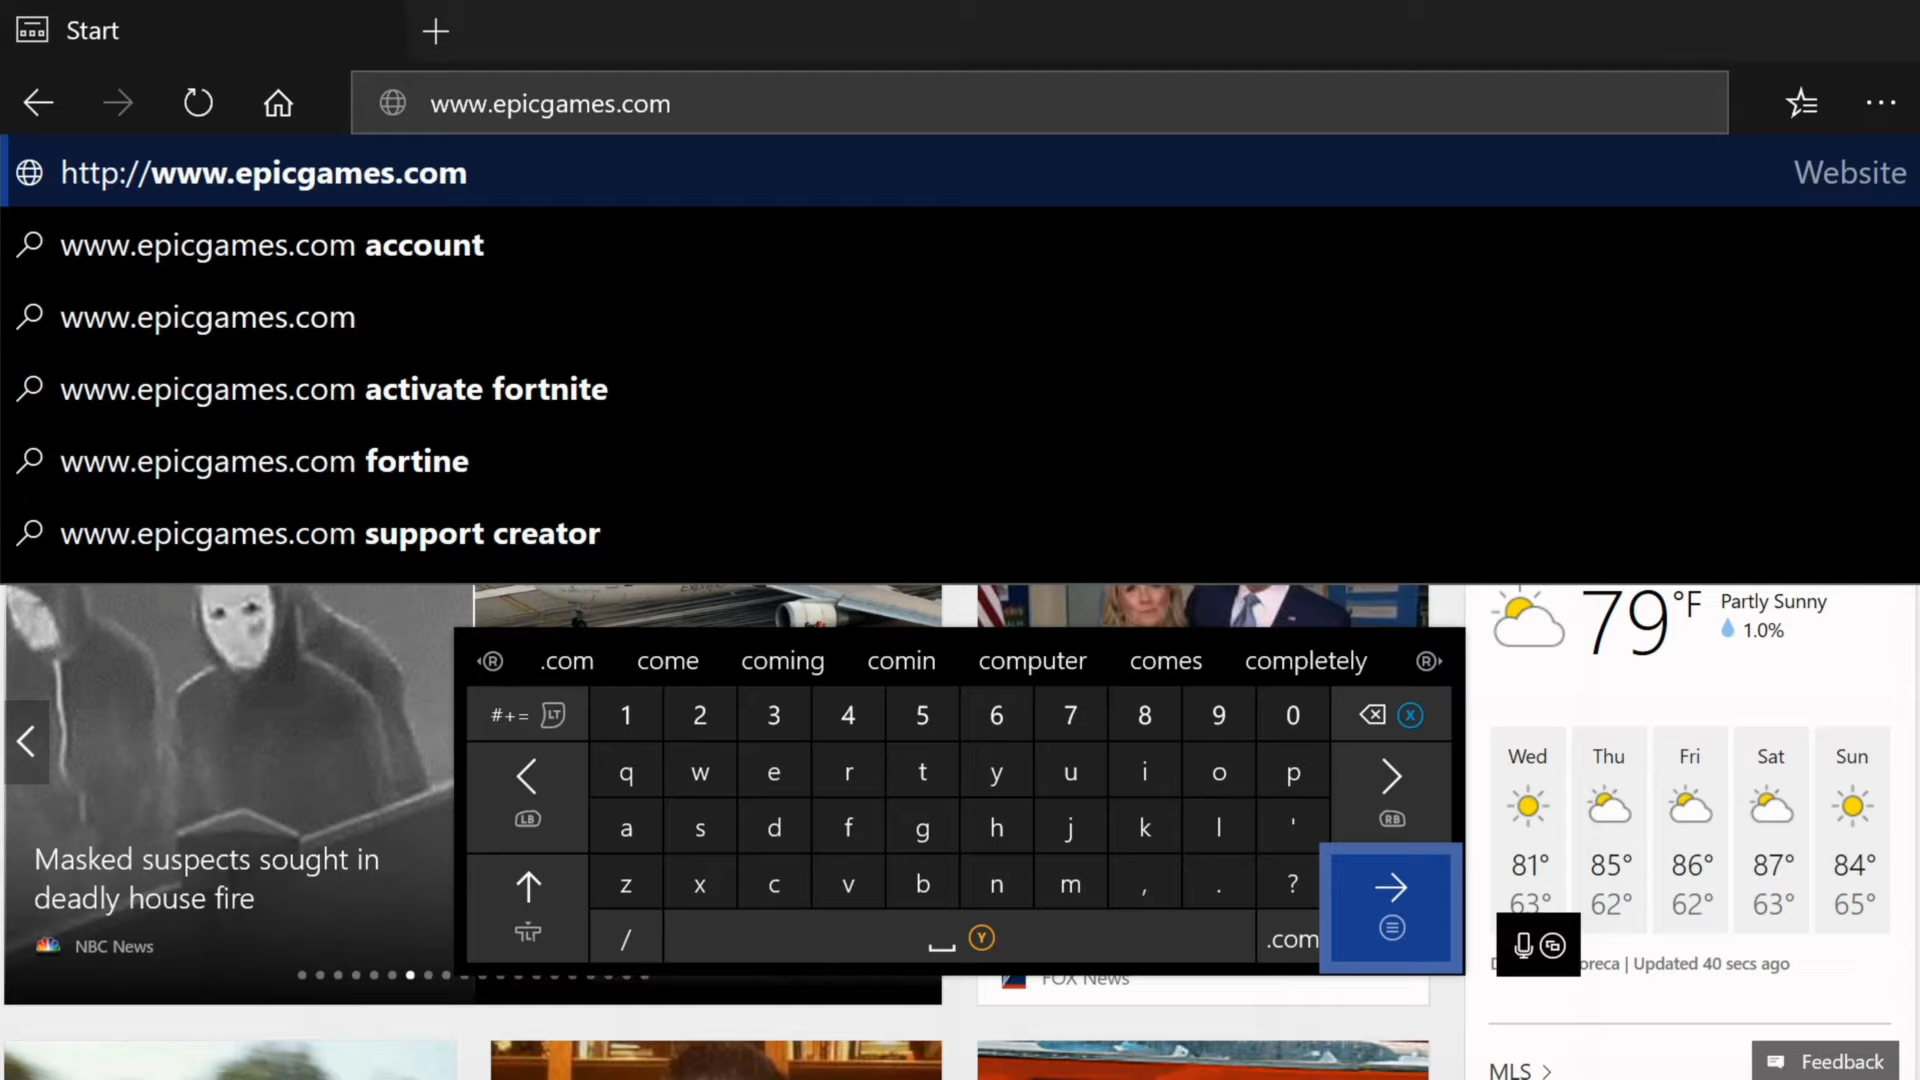 Start
www.epicgames.com
http://www.epicgames.com
Website
www.epicgames.com account
www.epicgames.com
www.epicgames.com activate fortnite
www.epicgames.com fortine
www.epicgames.com support creator
79°F
Partly Sunny
1.0%
.com come coming comin computer comes completely
#+= LT 1 2 3 4 5 6 7 8 9 0 X
q w e r t y u i o p
LB a s d f g h j k l ' RB
z x c v b n m , . ?
/ Y .com
Wed Thu Fri Sat Sun
81° 85° 86° 87° 84°
63° 62° 62° 63° 65°
Masked suspects sought in
deadly house fire
NBC News
FOX News
Updated 40 secs ago
MLS >
Feedback